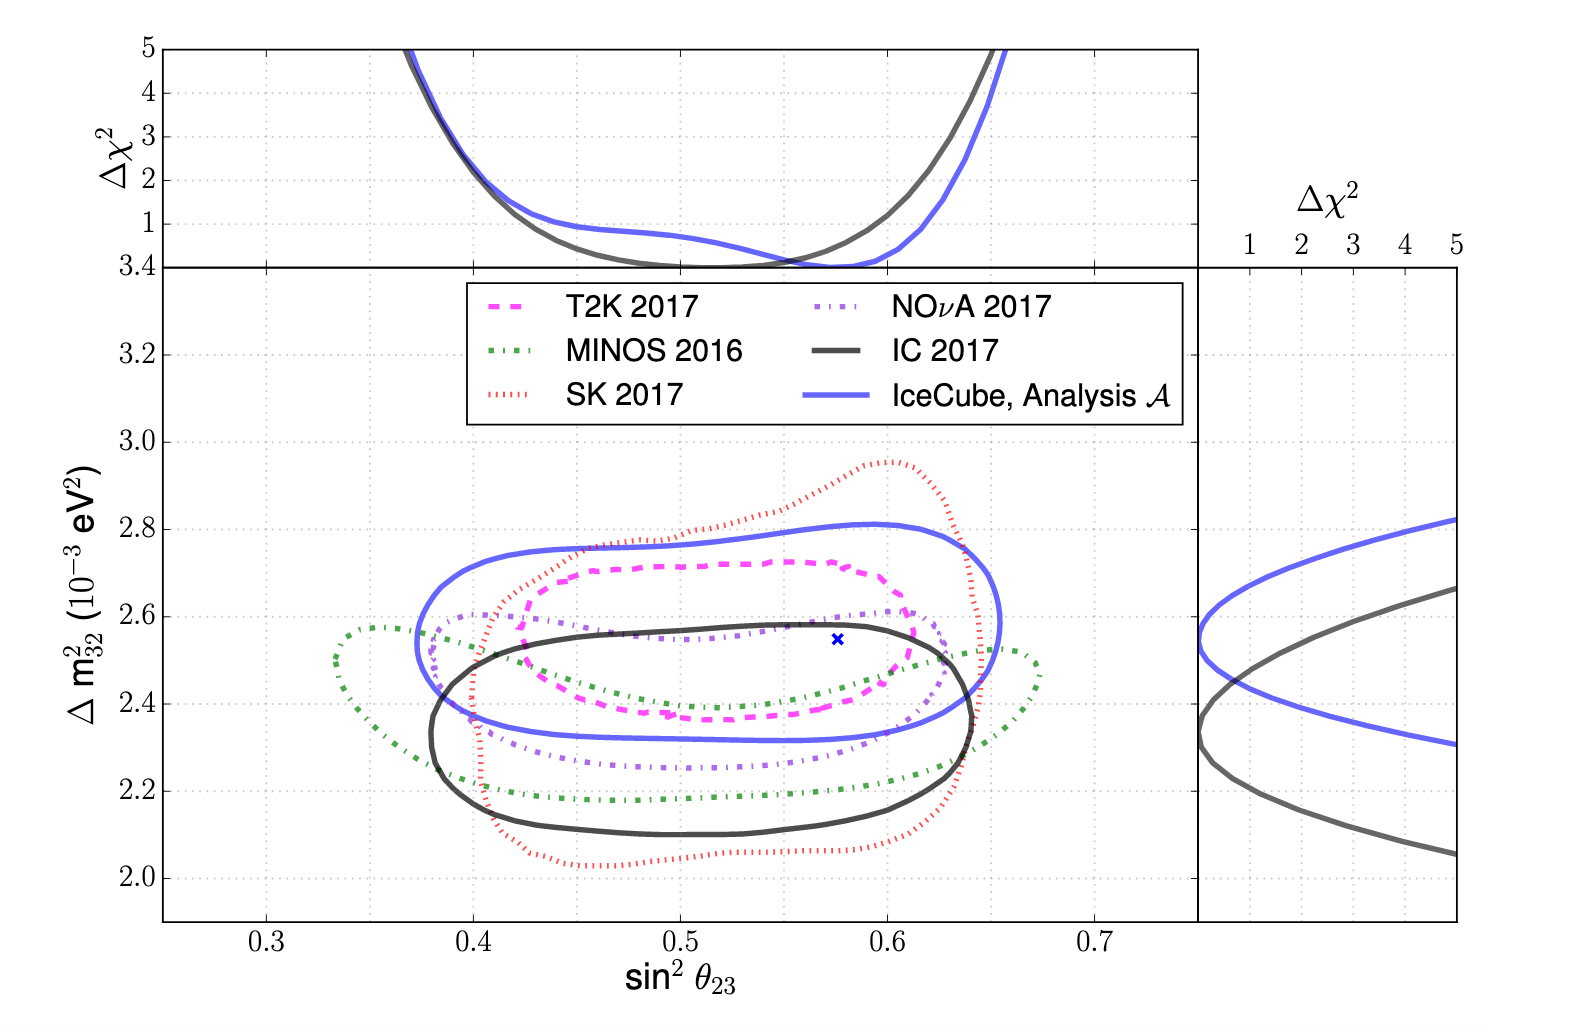 5
4
3
2
1
Δχ²
3.4
Δχ²
1 2 3 4 5
T2K 2017
MINOS 2016
SK 2017
NOνA 2017
IC 2017
IceCube, Analysis 𝒜
3.2
3.0
2.8
2.6
2.4
2.2
2.0
Δ m²₃₂ (10⁻³ eV²)
0.3 0.4 0.5 0.6 0.7
sin² θ₂₃